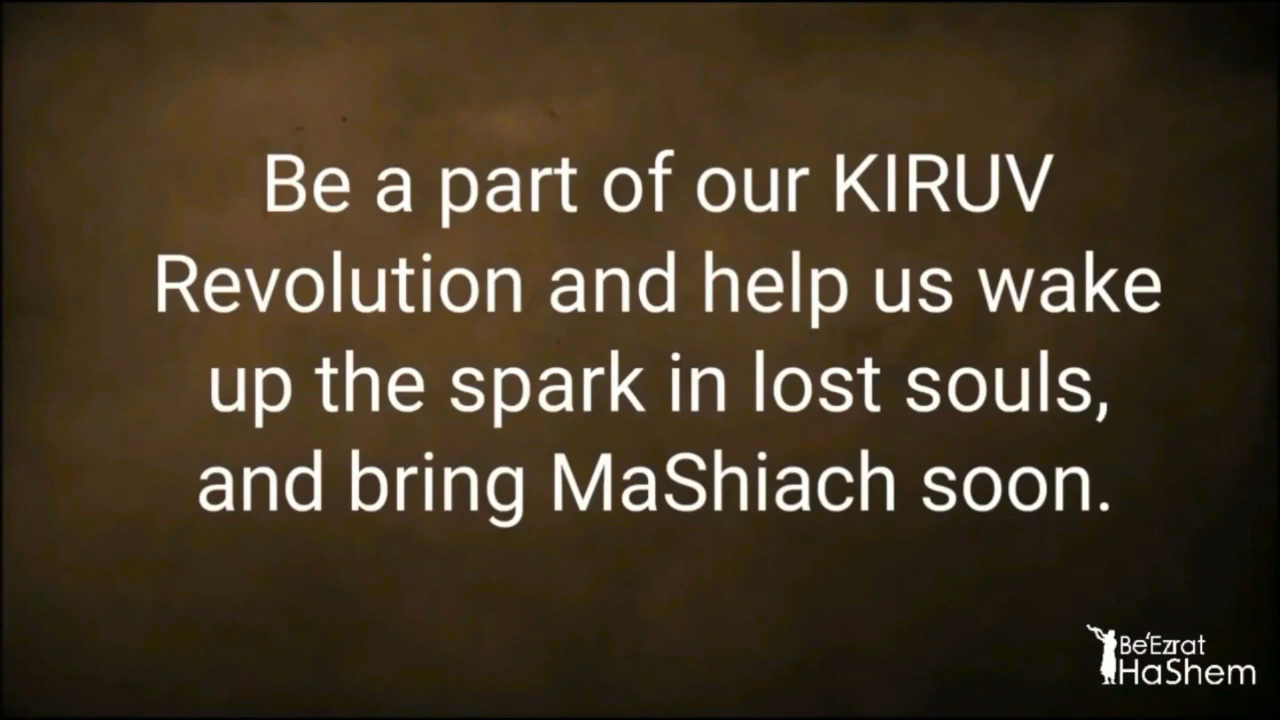 Be a part of our KIRUV
Revolution and help us wake
up the spark in lost souls,
and bring MaShiach soon.
Be'Ezrat
HaShem